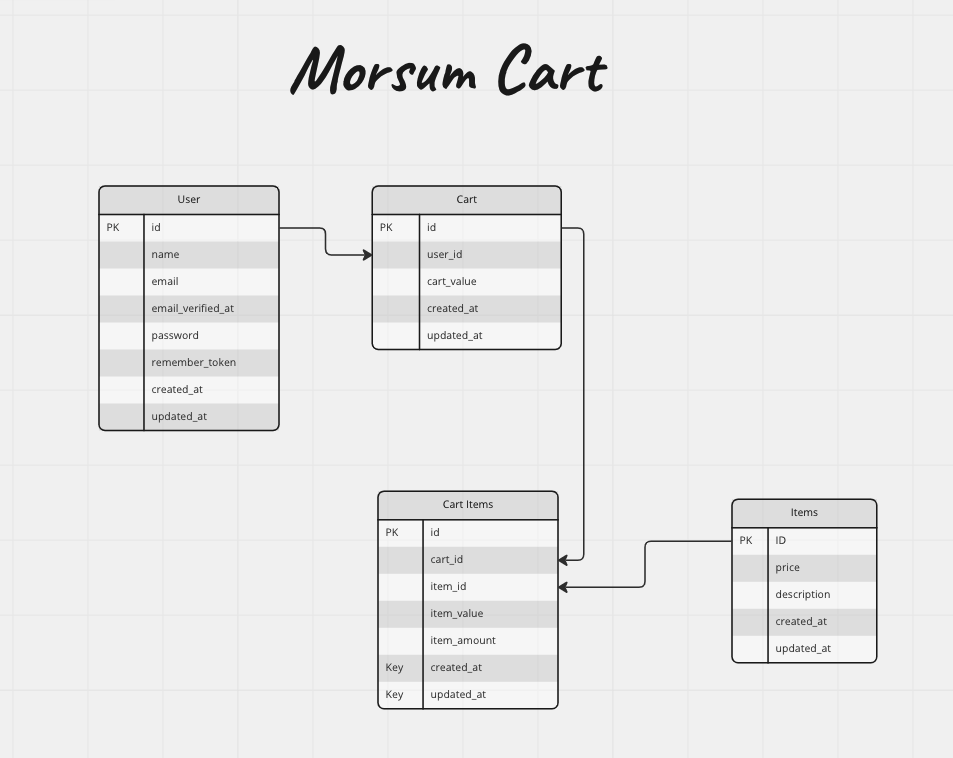 Morsum Cart
User
PK id
name
email
email_verified_at
password
remember_token
created_at
updated_at
Cart
PK id
user_id
cart_value
created_at
updated_at
Cart Items
PK id
cart_id
item_id
item_value
item_amount
Key created_at
Key updated_at
Items
PK ID
price
description
created_at
updated_at